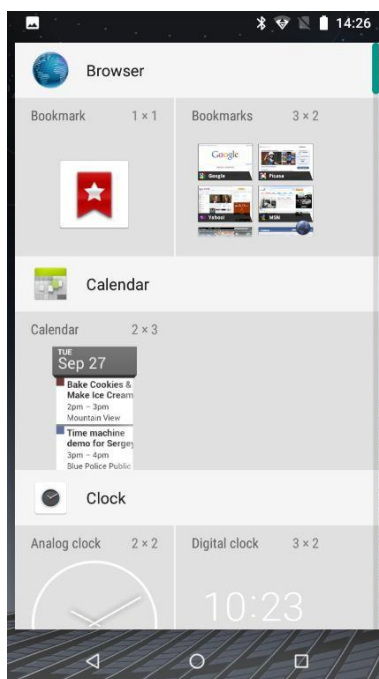 14:26
Browser
Bookmark 1 × 1 Bookmarks 3 × 2
Google
Google Picasa
Yahoo! MSN
Calendar
Calendar 2 × 3
TUE
Sep 27
Bake Cookies &
Make Ice Cream
2pm – 3pm
Mountain View
Time machine
demo for Sergey
3pm – 4pm
Blue Police Public
Clock
Analog clock 2 × 2 Digital clock 3 × 2
10:23